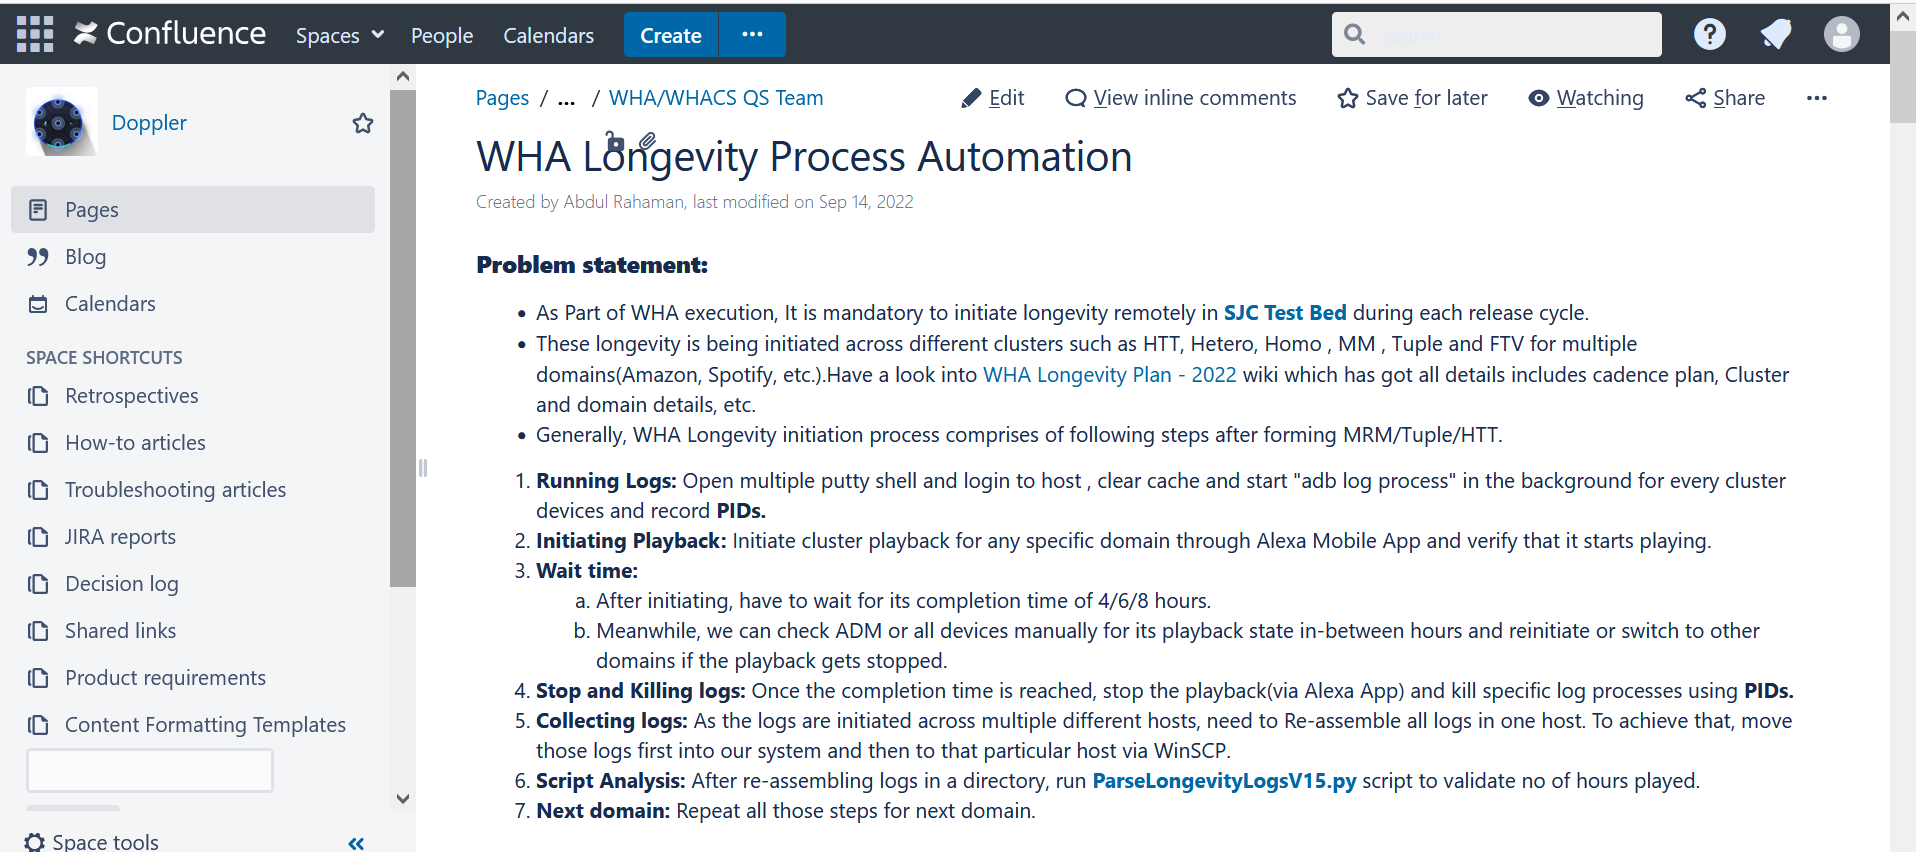 Confluence Spaces People Calendars Create ··· Search
Doppler
Pages
Blog
Calendars
SPACE SHORTCUTS
Retrospectives
How-to articles
Troubleshooting articles
JIRA reports
Decision log
Shared links
Product requirements
Content Formatting Templates
Space tools «
Pages / ... / WHA/WHACS QS Team Edit View inline comments Save for later Watching Share ···
WHA Longevity Process Automation
Created by Abdul Rahaman, last modified on Sep 14, 2022
Problem statement:
• As Part of WHA execution, It is mandatory to initiate longevity remotely in SJC Test Bed during each release cycle.
• These longevity is being initiated across different clusters such as HTT, Hetero, Homo , MM , Tuple and FTV for multiple
domains(Amazon, Spotify, etc.).Have a look into WHA Longevity Plan - 2022 wiki which has got all details includes cadence plan, Cluster
and domain details, etc.
• Generally, WHA Longevity initiation process comprises of following steps after forming MRM/Tuple/HTT.
1. Running Logs: Open multiple putty shell and login to host , clear cache and start "adb log process" in the background for every cluster
devices and record PIDs.
2. Initiating Playback: Initiate cluster playback for any specific domain through Alexa Mobile App and verify that it starts playing.
3. Wait time:
a. After initiating, have to wait for its completion time of 4/6/8 hours.
b. Meanwhile, we can check ADM or all devices manually for its playback state in-between hours and reinitiate or switch to other
domains if the playback gets stopped.
4. Stop and Killing logs: Once the completion time is reached, stop the playback(via Alexa App) and kill specific log processes using PIDs.
5. Collecting logs: As the logs are initiated across multiple different hosts, need to Re-assemble all logs in one host. To achieve that, move
those logs first into our system and then to that particular host via WinSCP.
6. Script Analysis: After re-assembling logs in a directory, run ParseLongevityLogsV15.py script to validate no of hours played.
7. Next domain: Repeat all those steps for next domain.